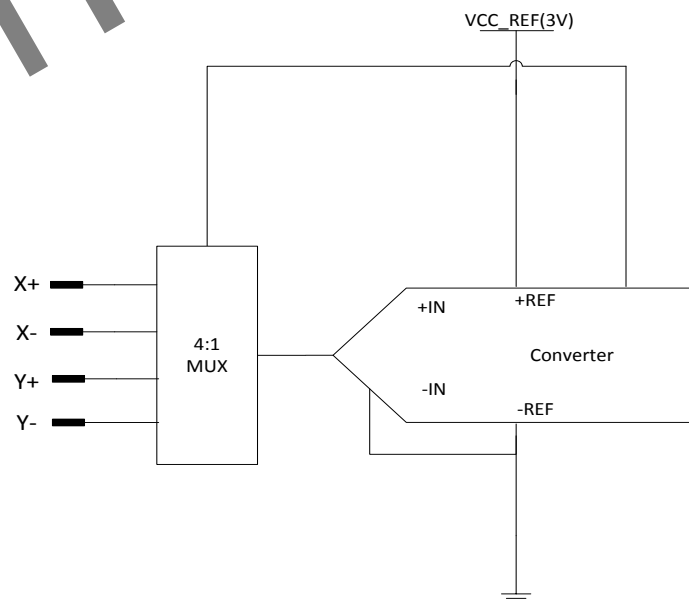 VCC_REF(3V)
X+
X-
Y+
Y-
4:1
MUX
+IN
+REF
Converter
-IN
-REF